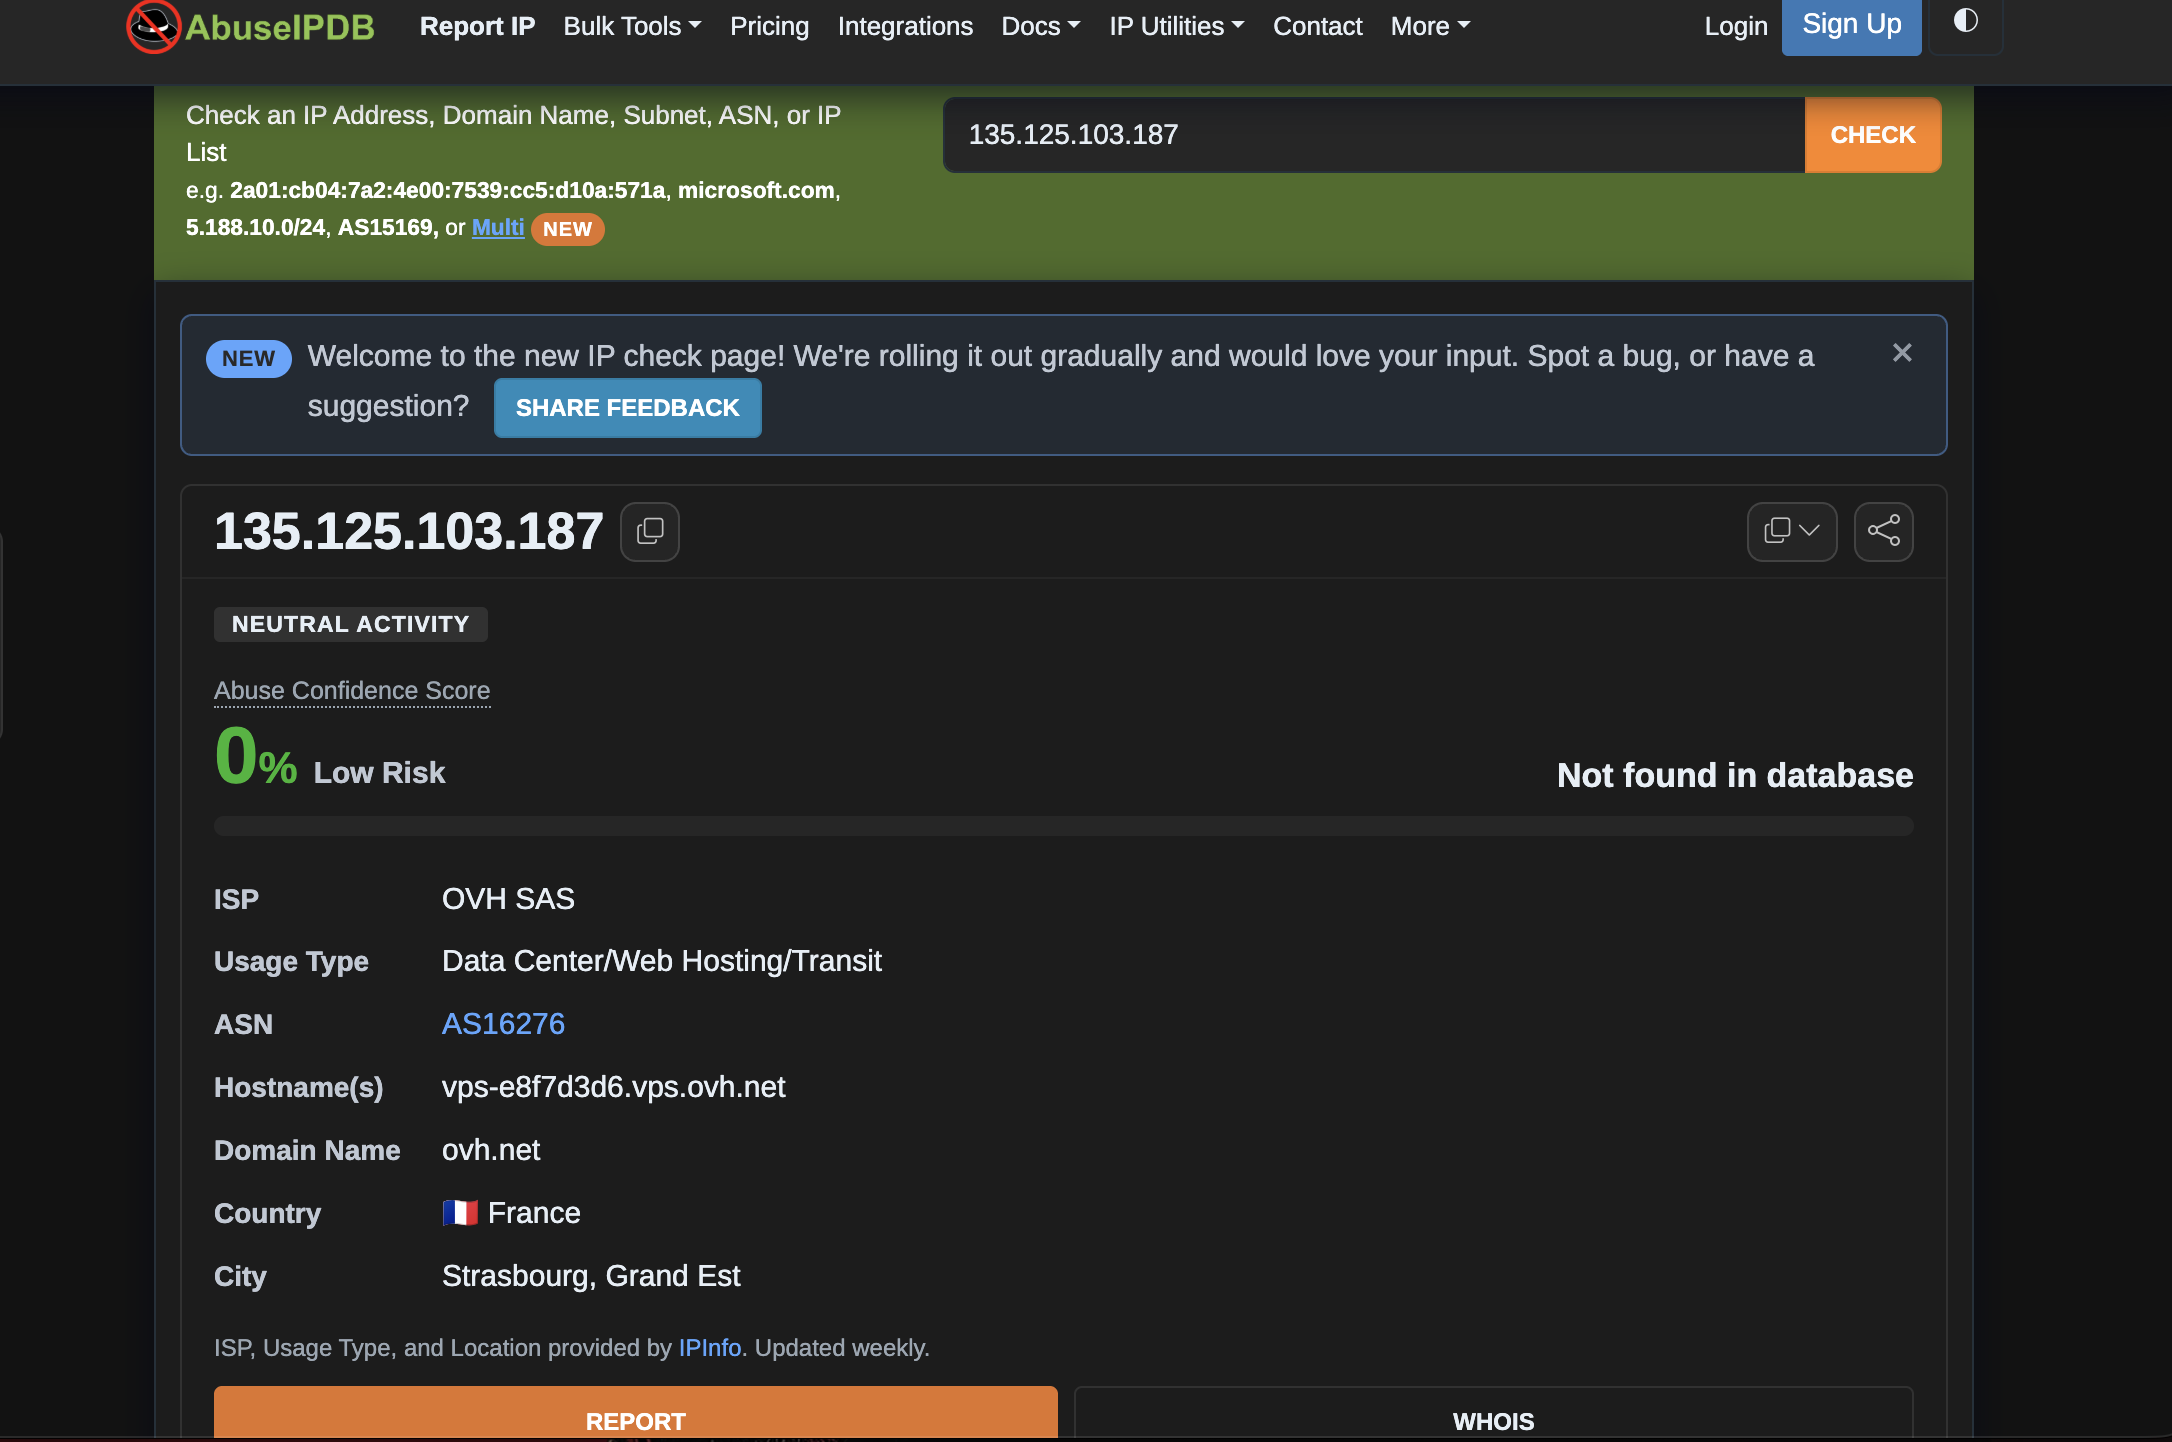 AbuseIPDB Report IP Bulk Tools Pricing Integrations Docs IP Utilities Contact More Login Sign Up
Check an IP Address, Domain Name, Subnet, ASN, or IP
List
e.g. 2a01:cb04:7a2:4e00:7539:cc5:d10a:571a, microsoft.com,
5.188.10.0/24, AS15169, or Multi NEW
135.125.103.187 CHECK
NEW Welcome to the new IP check page! We're rolling it out gradually and would love your input. Spot a bug, or have a
suggestion? SHARE FEEDBACK
135.125.103.187
NEUTRAL ACTIVITY
Abuse Confidence Score
0% Low Risk
Not found in database
ISP OVH SAS
Usage Type Data Center/Web Hosting/Transit
ASN AS16276
Hostname(s) vps-e8f7d3d6.vps.ovh.net
Domain Name ovh.net
Country 🇫🇷 France
City Strasbourg, Grand Est
ISP, Usage Type, and Location provided by IPInfo. Updated weekly.
REPORT WHOIS